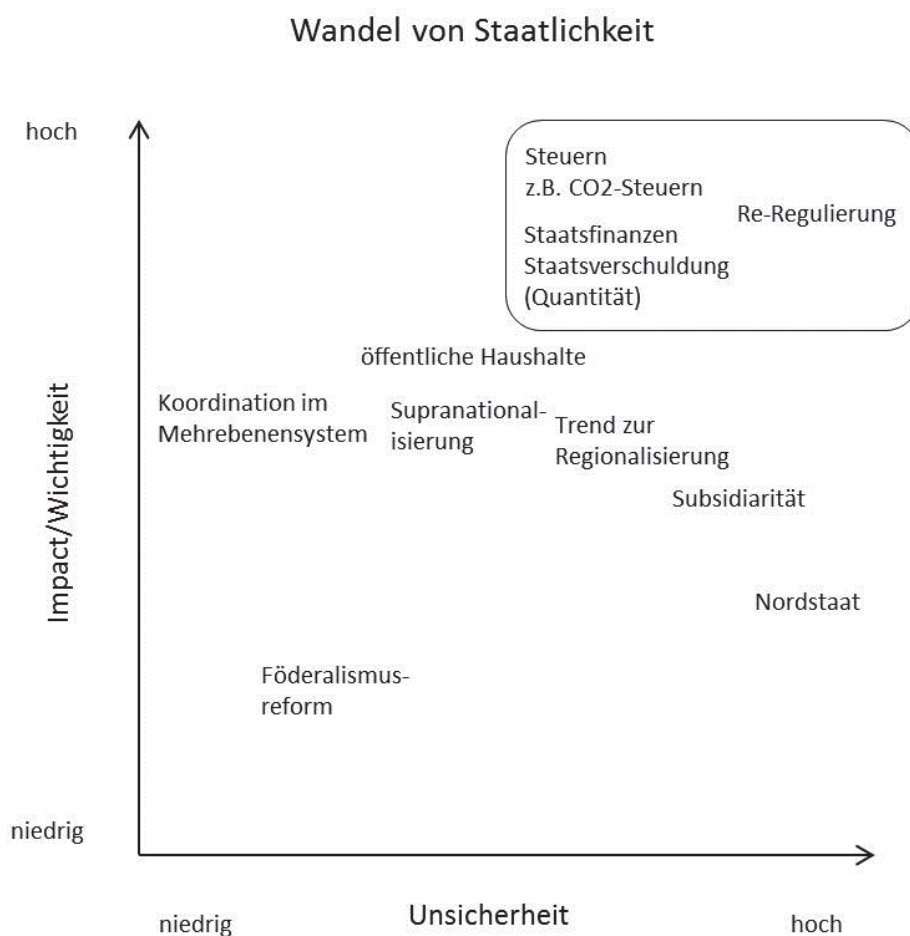 Wandel von Staatlichkeit
hoch
Steuern
z.B. CO2-Steuern
Re-Regulierung
Staatsfinanzen
Staatsverschuldung
(Quantität)
öffentliche Haushalte
Koordination im
Mehrebenensystem
Supranational-
isierung
Trend zur
Regionalisierung
Subsidiarität
Nordstaat
Föderalismus-
reform
Impact/Wichtigkeit
niedrig
niedrig
Unsicherheit
hoch